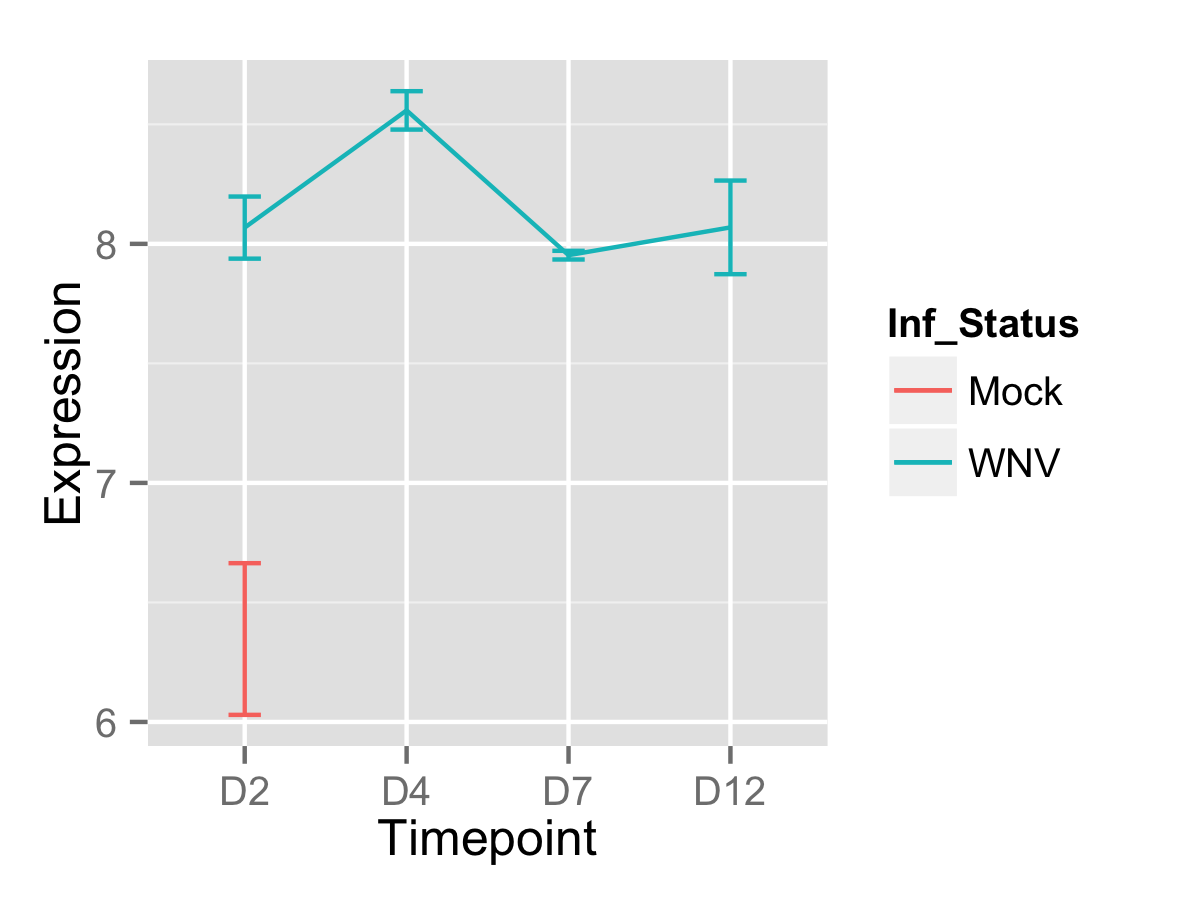 Expression
8
7
6
D2 D4 D7 D12
Timepoint
Inf_Status
Mock
WNV